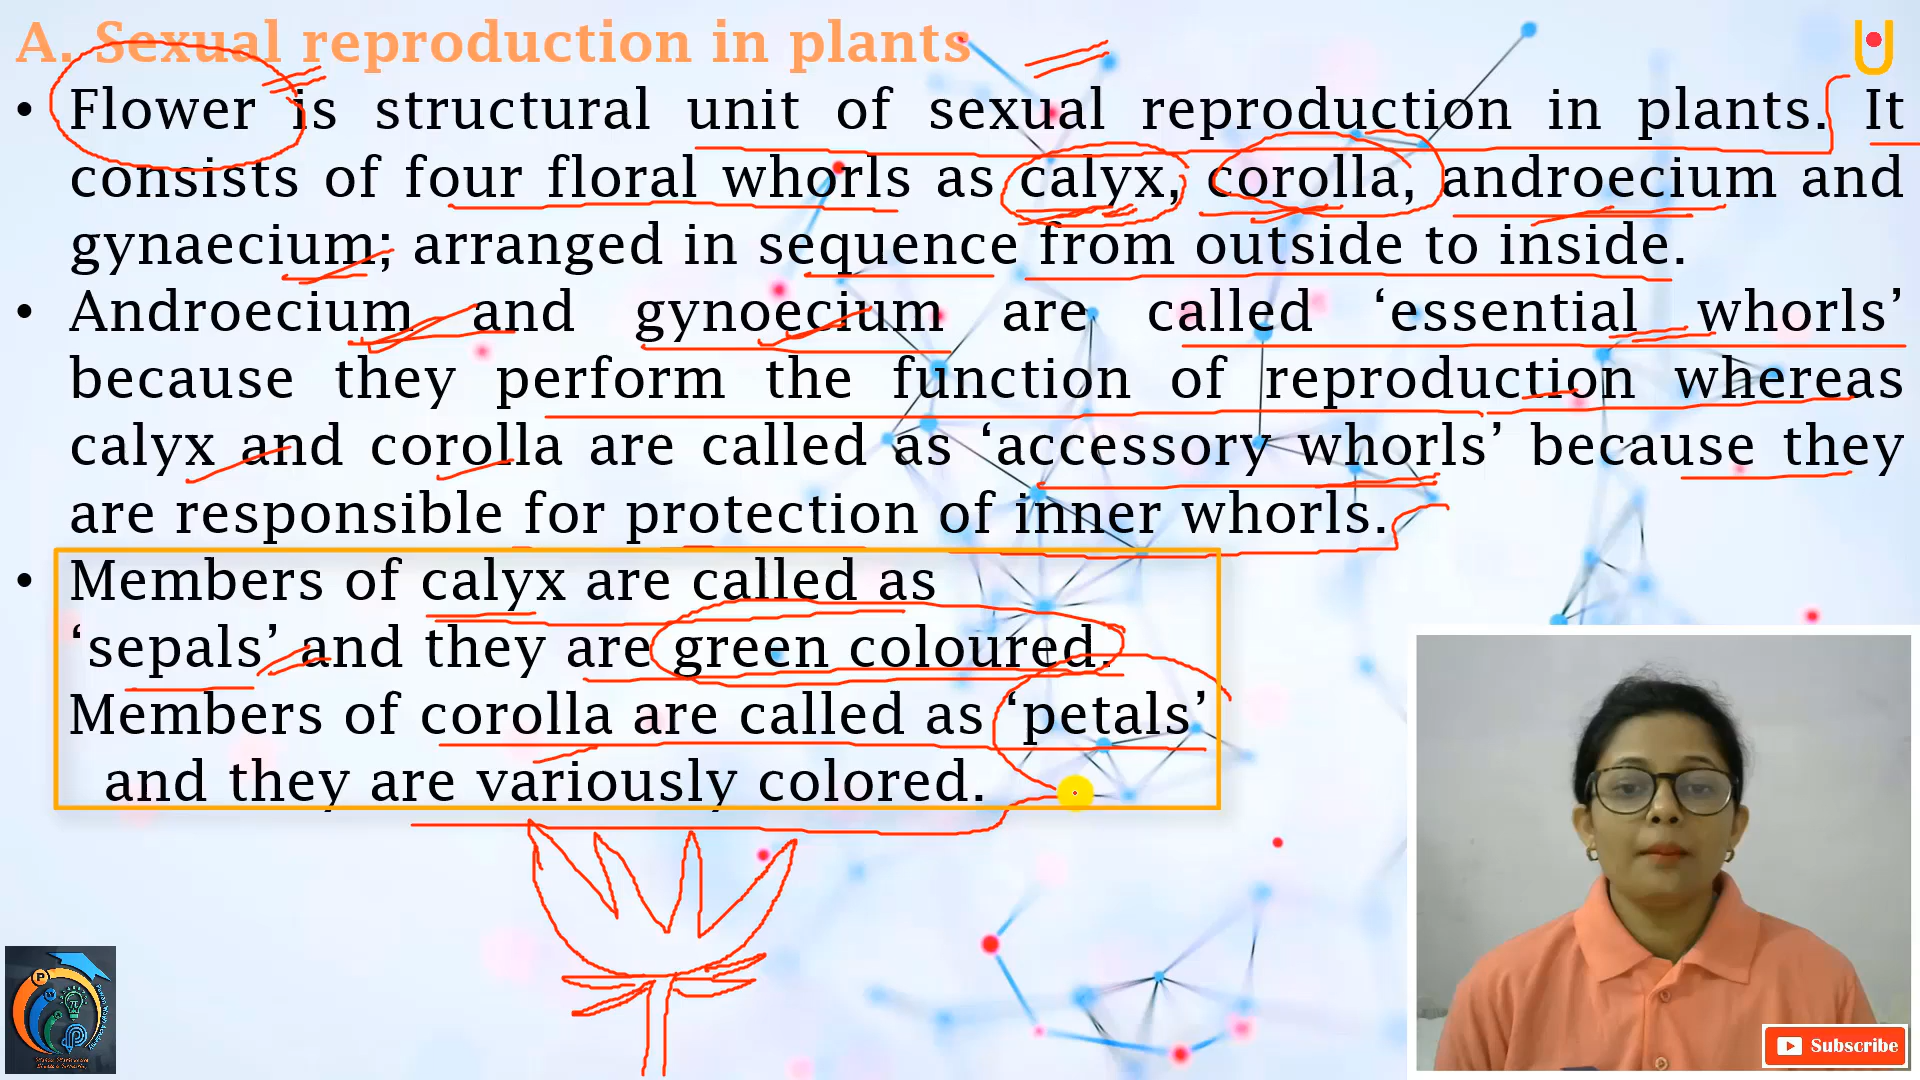 A. Sexual reproduction in plants
• Flower is structural unit of sexual reproduction in plants. It
consists of four floral whorls as calyx, corolla, androecium and
gynaecium; arranged in sequence from outside to inside.
• Androecium and gynoecium are called ‘essential whorls’
because they perform the function of reproduction whereas
calyx and corolla are called as ‘accessory whorls’ because they
are responsible for protection of inner whorls.
• Members of calyx are called as
‘sepals’ and they are green coloured.
Members of corolla are called as ‘petals’
and they are variously colored.
Subscribe